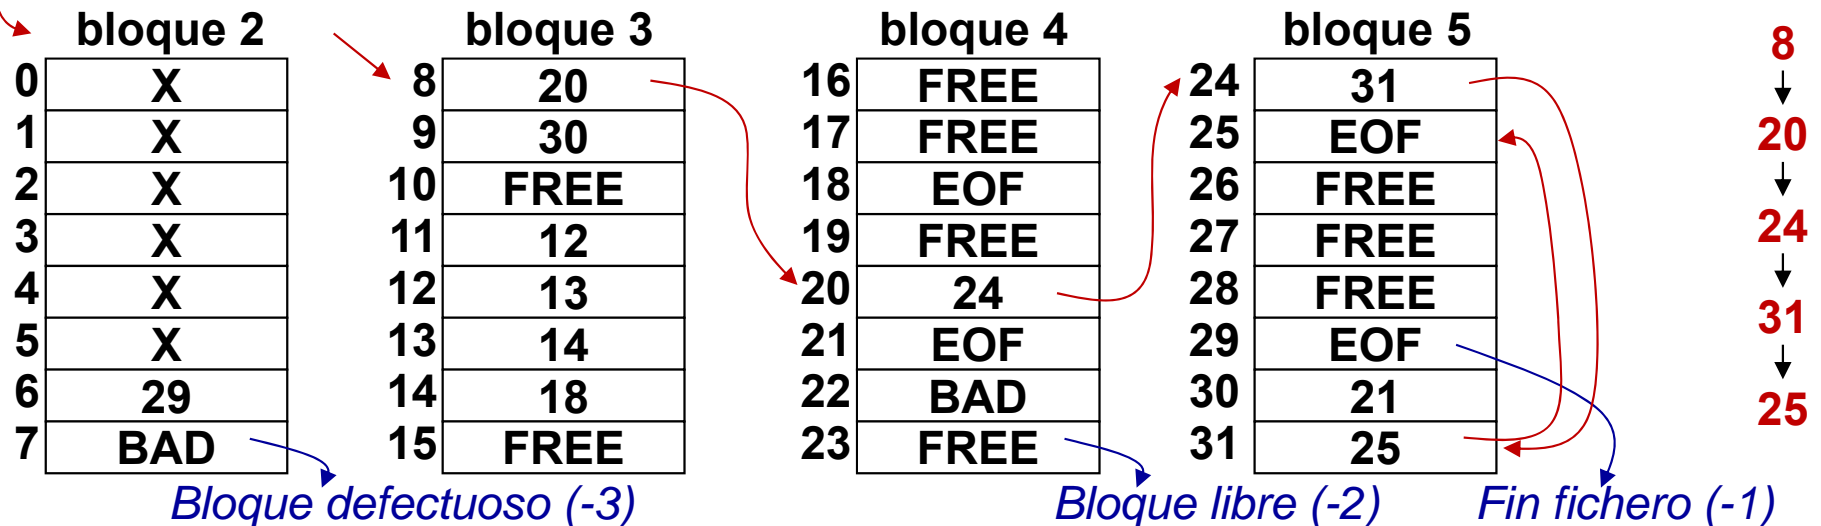 bloque 2 bloque 3 bloque 4 bloque 5
0 X 8 20 16 FREE 24 31 8
1 X 9 30 17 FREE 25 EOF 20
2 X 10 FREE 18 EOF 26 FREE
3 X 11 12 19 FREE 27 FREE 24
4 X 12 13 20 24 28 FREE
5 X 13 14 21 EOF 29 EOF 31
6 29 14 18 22 BAD 30 21 25
7 BAD 15 FREE 23 FREE 31 25
Bloque defectuoso (-3) Bloque libre (-2) Fin fichero (-1)